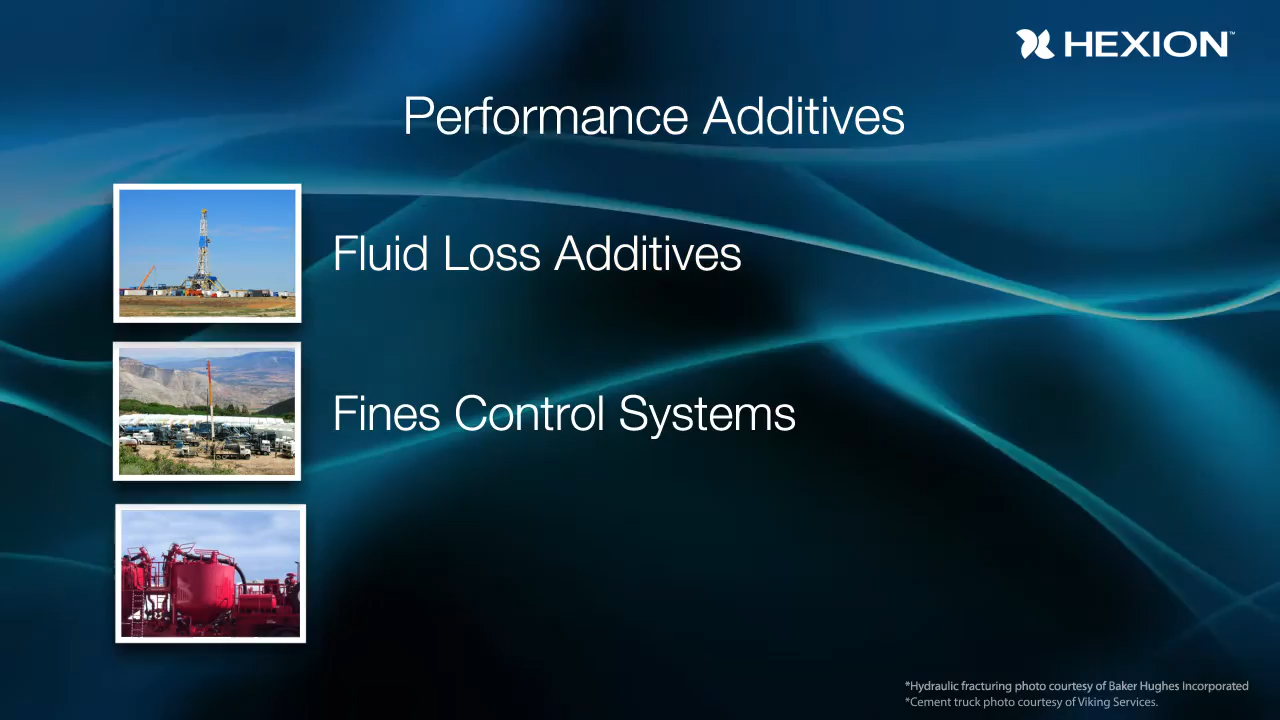 HEXION™
Performance Additives
Fluid Loss Additives
Fines Control Systems
*Hydraulic fracturing photo courtesy of Baker Hughes Incorporated
*Cement truck photo courtesy of Viking Services.